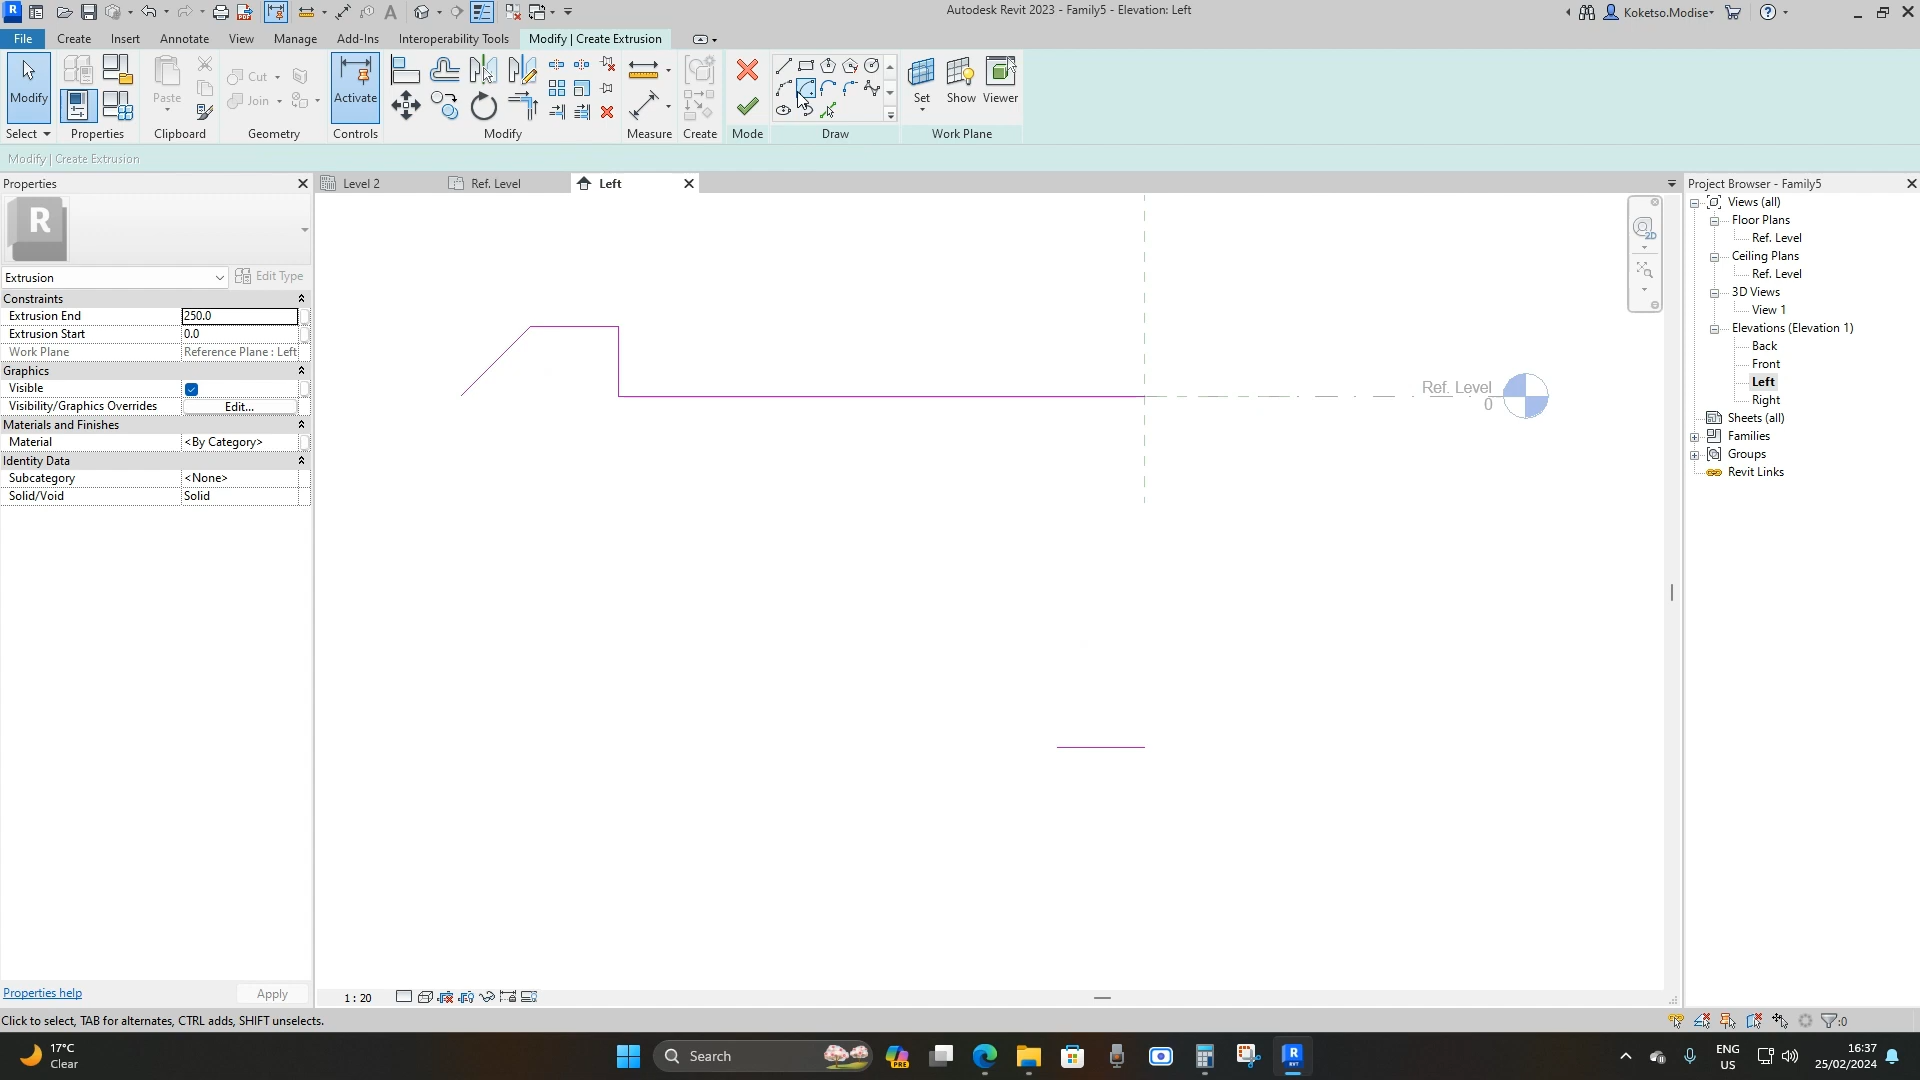 Autodesk Revit 2023 - Family5 - Elevation: Left
Koketso.Modise
File
Create
Insert
Annotate
View
Manage
Add-Ins
Interoperability Tools
Modify | Create Extrusion
Modify
Paste
Cut
Join
Activate
Set
Show
Viewer
Select
Properties
Clipboard
Geometry
Controls
Modify
Measure
Create
Mode
Draw
Work Plane
Modify | Create Extrusion
Properties
Level 2
Ref. Level
Left
Project Browser - Family5
R
Extrusion
Edit Type
Constraints
Extrusion End 250.0
Extrusion Start 0.0
Work Plane Reference Plane : Left
Graphics
Visible
Visibility/Graphics Overrides Edit...
Materials and Finishes
Material <By Category>
Identity Data
Subcategory <None>
Solid/Void Solid
Ref. Level
0
2D
Views (all)
Floor Plans
Ref. Level
Ceiling Plans
Ref. Level
3D Views
View 1
Elevations (Elevation 1)
Back
Front
Left
Right
Sheets (all)
Families
Groups
Revit Links
Properties help
Apply
1 : 20
Click to select, TAB for alternates, CTRL adds, SHIFT unselects.
:0
17°C
Clear
Search
PRE
R
RVT
ENG
US
16:37
25/02/2024